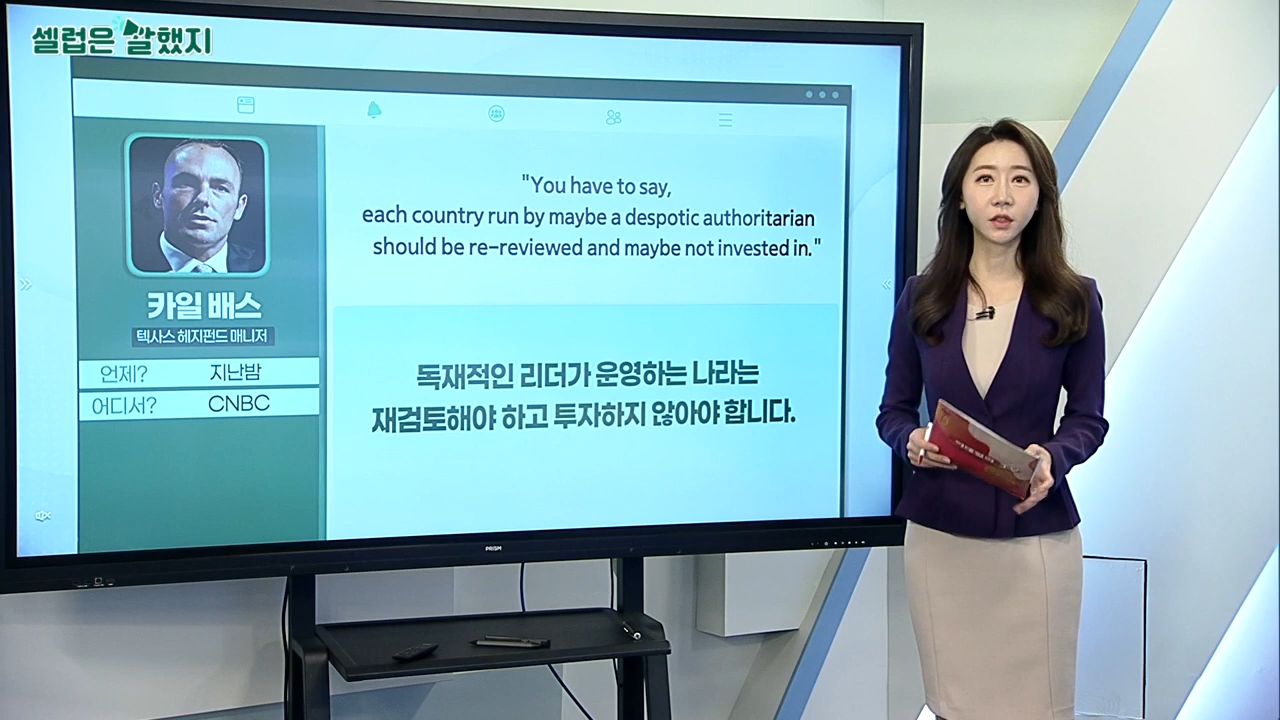 셀럽은 말했지
카일 배스
텍사스 헤지펀드 매니저
언제? 지난밤
어디서? CNBC
"You have to say,
each country run by maybe a despotic authoritarian
should be re-reviewed and maybe not invested in."
독재적인 리더가 운영하는 나라는
재검토해야 하고 투자하지 않아야 합니다.
PRISM